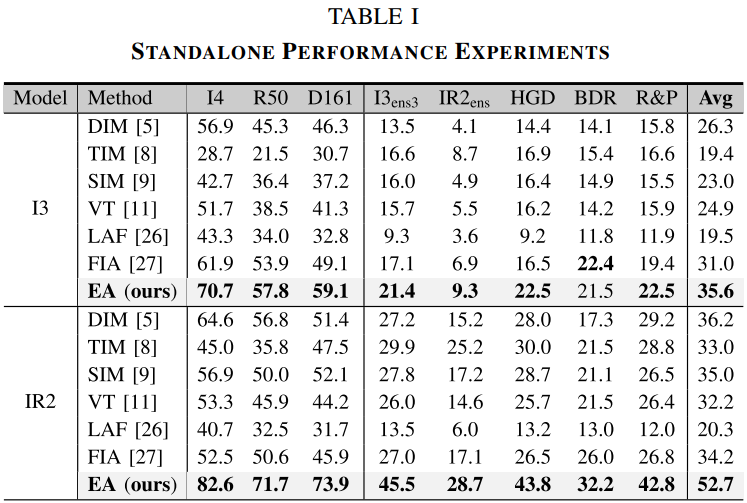 TABLE I
STANDALONE PERFORMANCE EXPERIMENTS
Model Method I4 R50 D161 I3ens3 IR2ens HGD BDR R&P Avg
DIM [5] 56.9 45.3 46.3 13.5 4.1 14.4 14.1 15.8 26.3
TIM [8] 28.7 21.5 30.7 16.6 8.7 16.9 15.4 16.6 19.4
SIM [9] 42.7 36.4 37.2 16.0 4.9 16.4 14.9 15.5 23.0
I3 VT [11] 51.7 38.5 41.3 15.7 5.5 16.2 14.2 15.9 24.9
LAF [26] 43.3 34.0 32.8 9.3 3.6 9.2 11.8 11.9 19.5
FIA [27] 61.9 53.9 49.1 17.1 6.9 16.5 22.4 19.4 31.0
EA (ours) 70.7 57.8 59.1 21.4 9.3 22.5 21.5 22.5 35.6
DIM [5] 64.6 56.8 51.4 27.2 15.2 28.0 17.3 29.2 36.2
TIM [8] 45.0 35.8 47.5 29.9 25.2 30.0 21.5 28.8 33.0
SIM [9] 56.9 50.0 52.1 27.8 17.2 28.7 21.1 26.5 35.0
IR2 VT [11] 53.3 45.9 44.2 26.0 14.6 25.7 21.5 26.4 32.2
LAF [26] 40.7 32.5 31.7 13.5 6.0 13.2 13.0 12.0 20.3
FIA [27] 52.5 50.6 45.9 27.0 17.1 26.5 26.0 26.8 34.2
EA (ours) 82.6 71.7 73.9 45.5 28.7 43.8 32.2 42.8 52.7